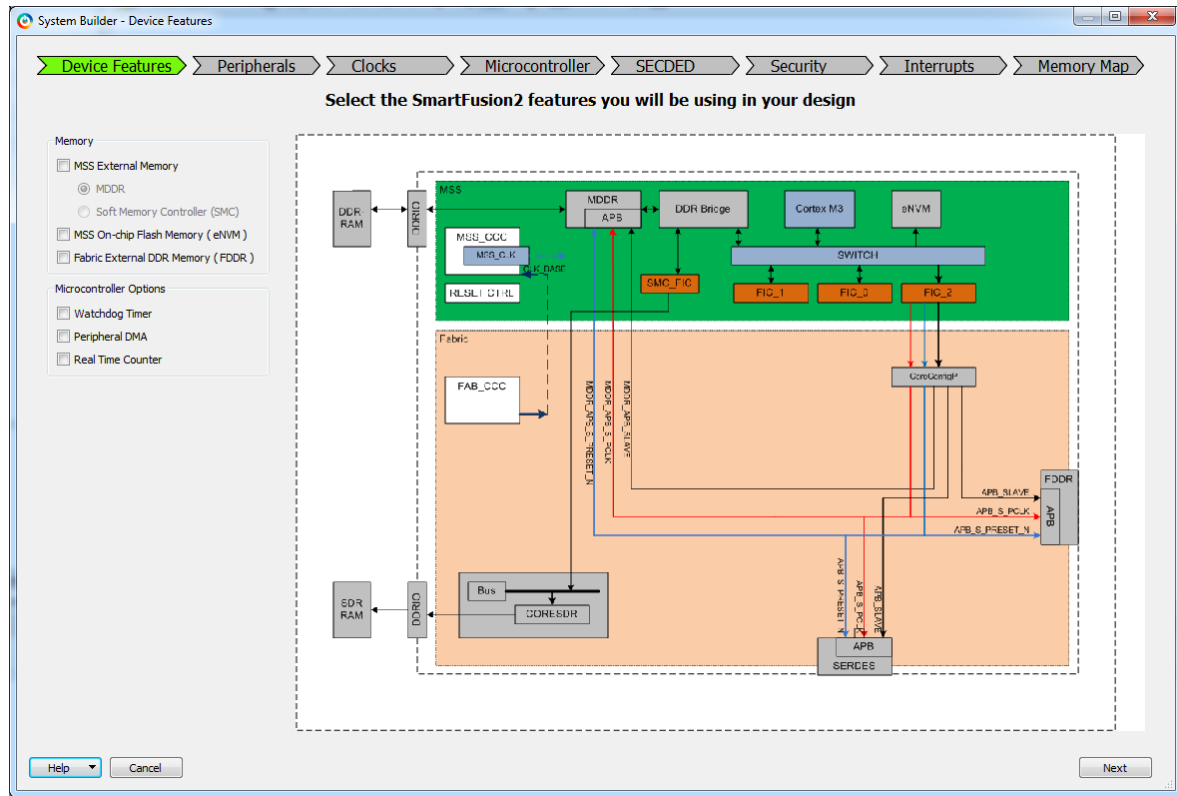 System Builder - Device Features
Device Features
Peripherals
Clocks
Microcontroller
SECDED
Security
Interrupts
Memory Map
Select the SmartFusion2 features you will be using in your design
Memory
MSS External Memory
MDDR
Soft Memory Controller (SMC)
MSS On-chip Flash Memory ( eNVM )
Fabric External DDR Memory ( FDDR )
Microcontroller Options
Watchdog Timer
Peripheral DMA
Real Time Counter
MSS
DDR
RAM
MDDR
APB
DDR Bridge
Cortex M3
eNVM
MSS_CCC
MSS_CLK
CLK_BASE
SWITCH
RESET CTRL
SMC_FIC
FIC_1
FIC_0
FIC_2
Fabric
CoreConfigP
FAB_CCC
MDDR_APB_S_PRESET_N
MDDR_APB_S_PCLK
MDDR_APB_SLAVE
FDDR
APB
APB_SLAVE
APB_S_PCLK
APB_S_PRESET_N
SDR
RAM
Bus
CORESDR
APB_S_PRESET_N
APB_S_PCLK
APB_SLAVE
APB
SERDES
Help
Cancel
Next